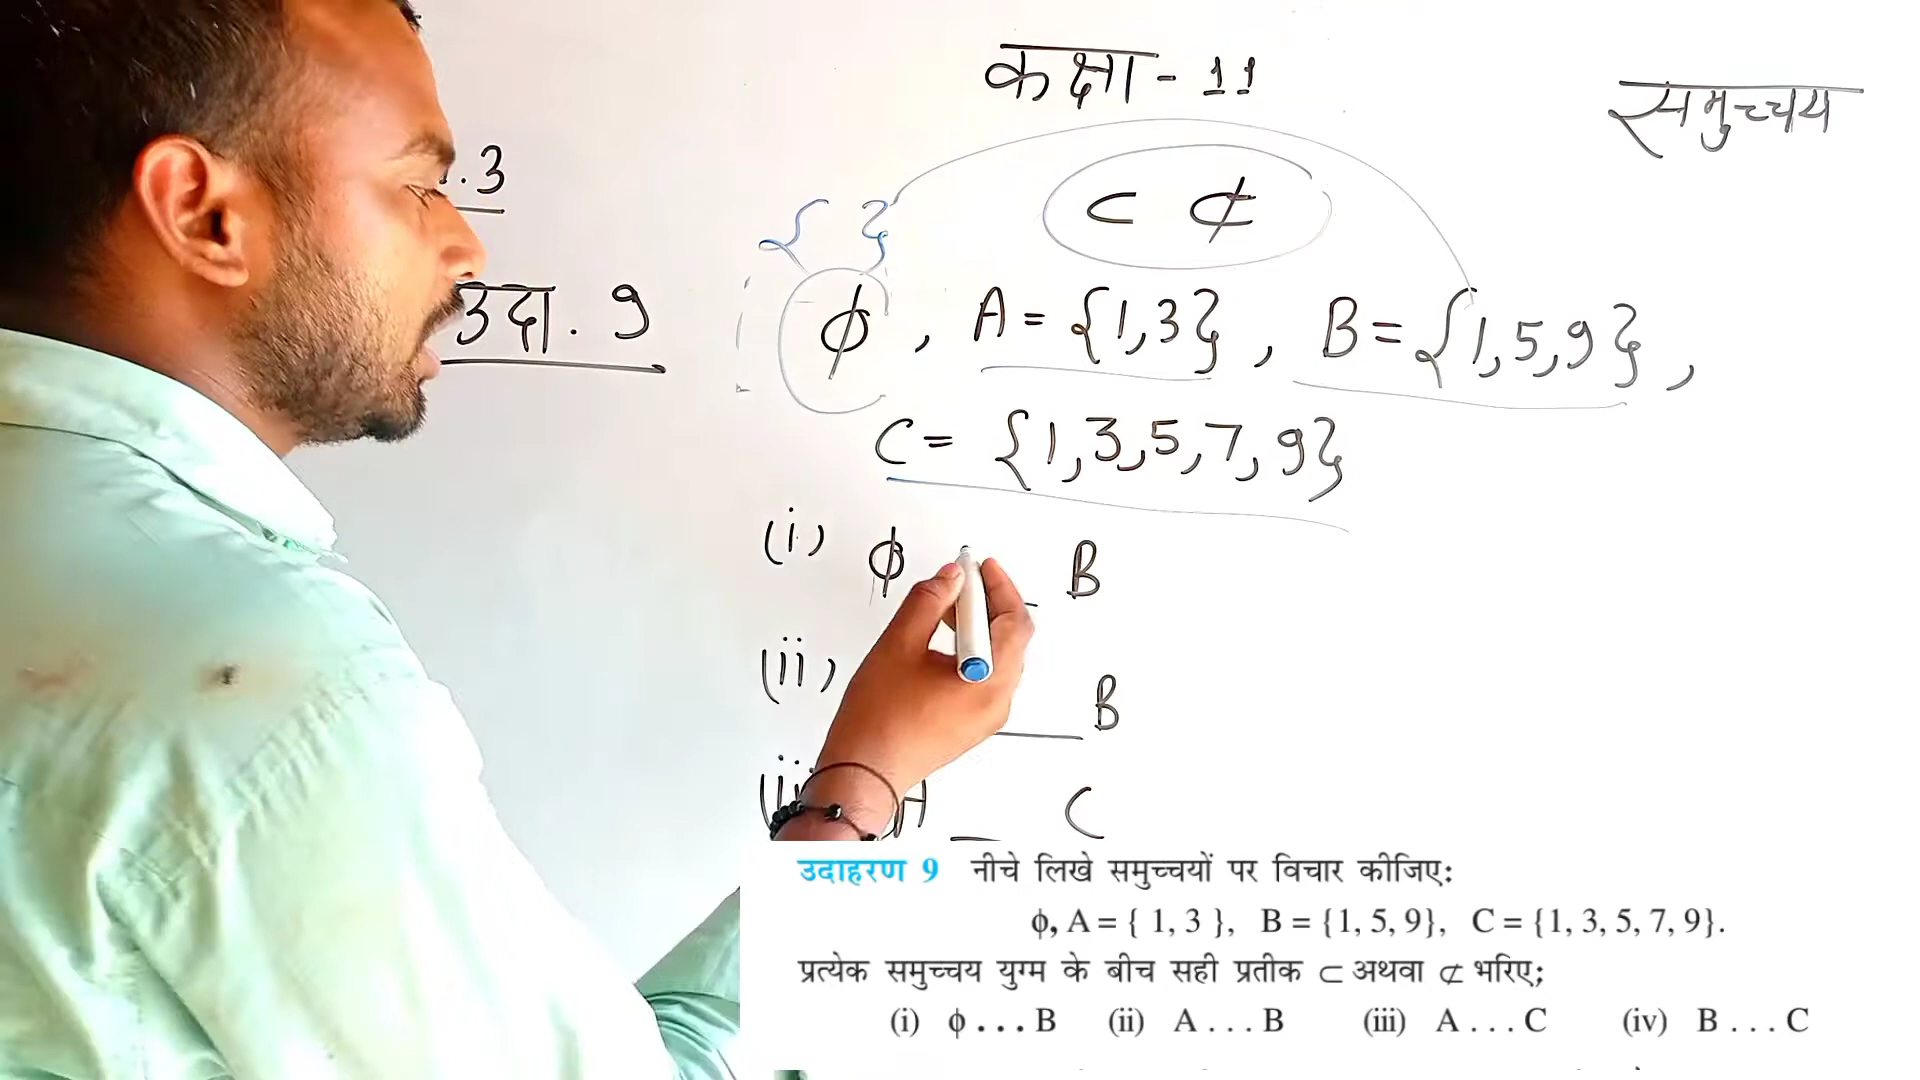 कक्षा - 11
समुच्चय
.3
{ }
⊂ ⊄
उदा. 9
ϕ, A = {1,3}, B = {1,5,9},
C = {1,3,5,7,9}
(i) ϕ _ B
(ii) ___ B
A __ C
उदाहरण 9 नीचे लिखे समुच्चयों पर विचार कीजिए:
ϕ, A = { 1, 3 }, B = {1, 5, 9}, C = {1, 3, 5, 7, 9}.
प्रत्येक समुच्चय युग्म के बीच सही प्रतीक ⊂ अथवा ⊄ भरिए;
(i) ϕ . . . B (ii) A . . . B (iii) A . . . C (iv) B . . . C